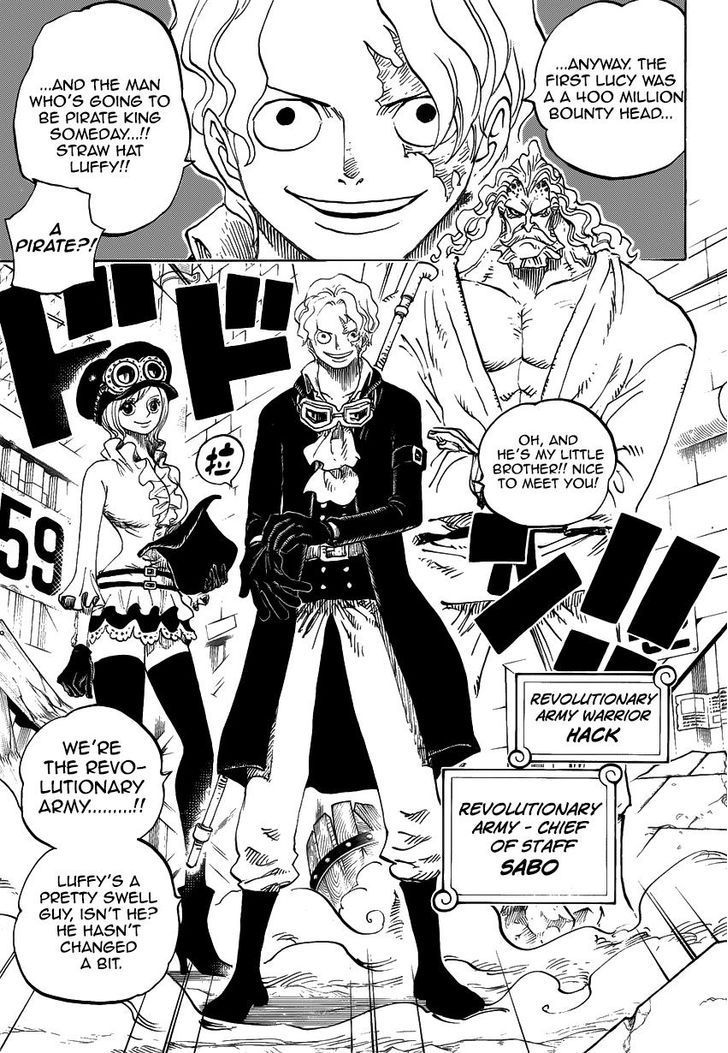 ...ANYWAY. THE
FIRST LUCY WAS
A A 400 MILLION
BOUNTY HEAD...
...AND THE MAN
WHO'S GOING TO
BE PIRATE KING
SOMEDAY...!!
STRAW HAT
LUFFY!!
A
PIRATE?!
ドドンッ!!
59
OH, AND
HE'S MY LITTLE
BROTHER!! NICE
TO MEET YOU!
REVOLUTIONARY
ARMY WARRIOR
HACK
REVOLUTIONARY
ARMY - CHIEF
OF STAFF
SABO
WE'RE
THE REVO-
LUTIONARY
ARMY.........!!
LUFFY'S A
PRETTY SWELL
GUY, ISN'T HE?
HE HASN'T
CHANGED
A BIT.